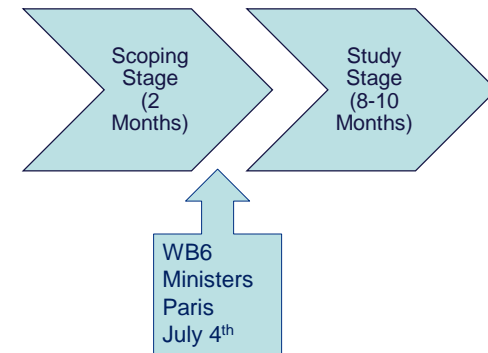 Scoping
Stage
(2
Months)
Study
Stage
(8-10
Months)
WB6
Ministers
Paris
July 4th